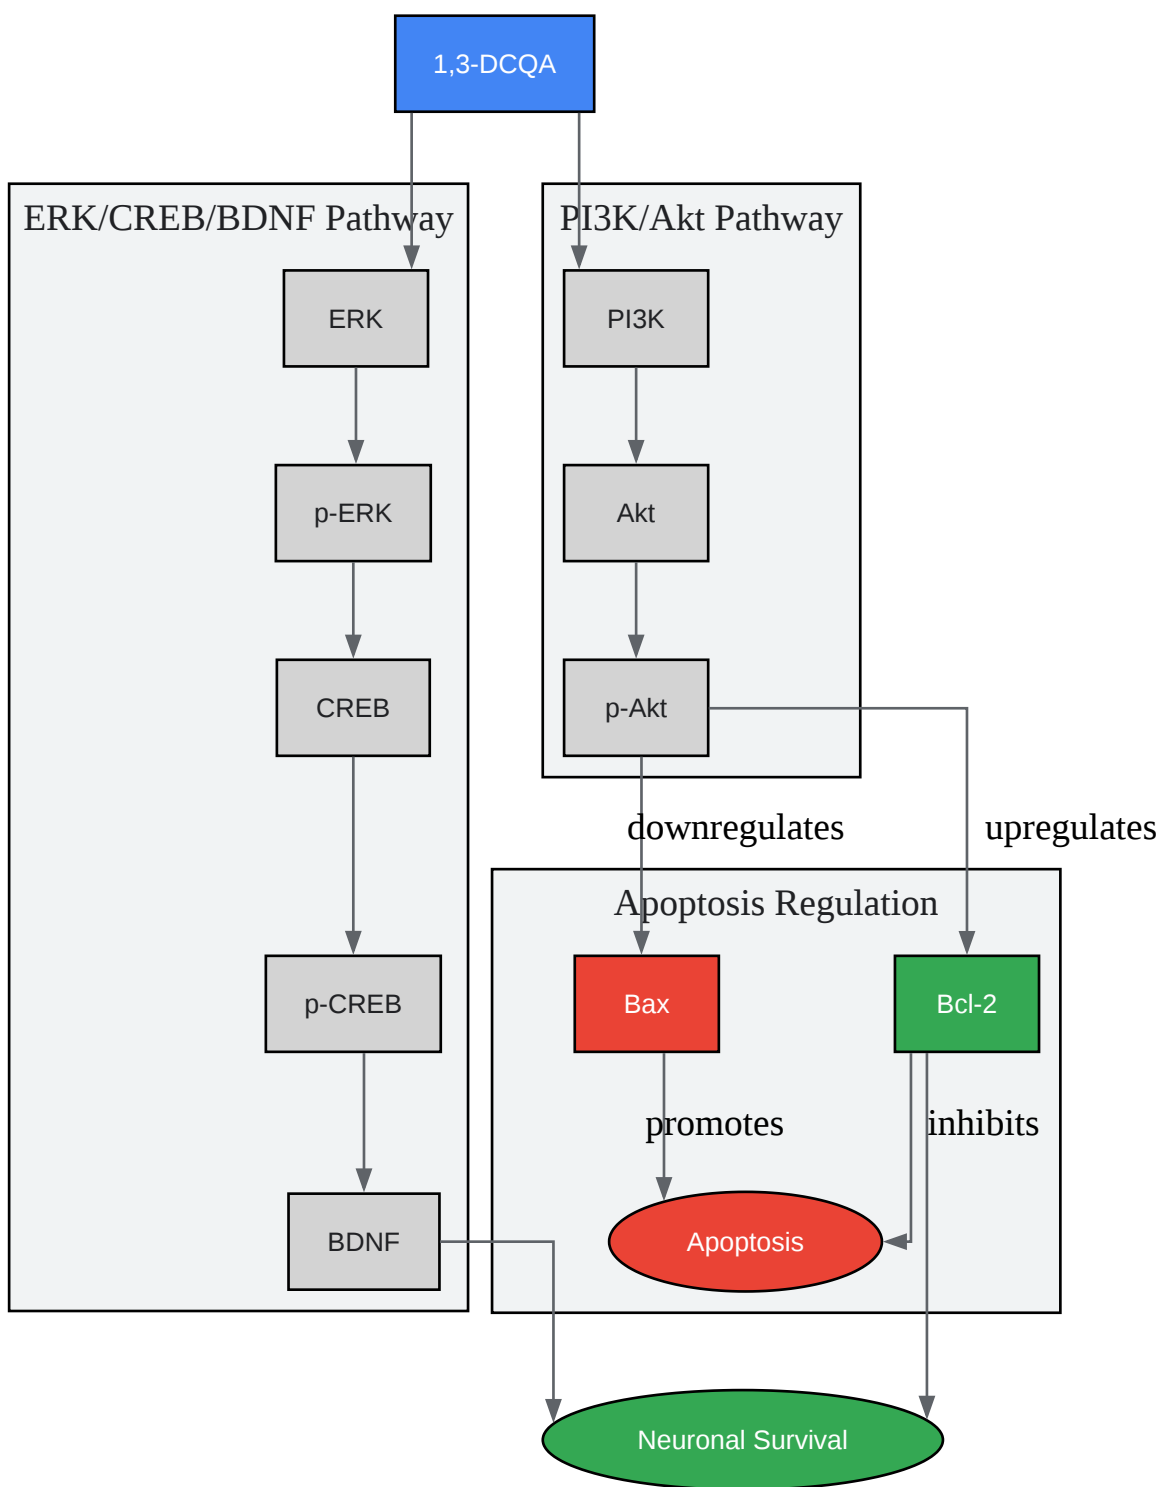 1,3-DCQA
ERK/CREB/BDNF Pathway
PI3K/Akt Pathway
ERK
PI3K
p-ERK
Akt
CREB
p-Akt
downregulates
upregulates
Apoptosis Regulation
p-CREB
Bax
Bcl-2
promotes
inhibits
BDNF
Apoptosis
Neuronal Survival